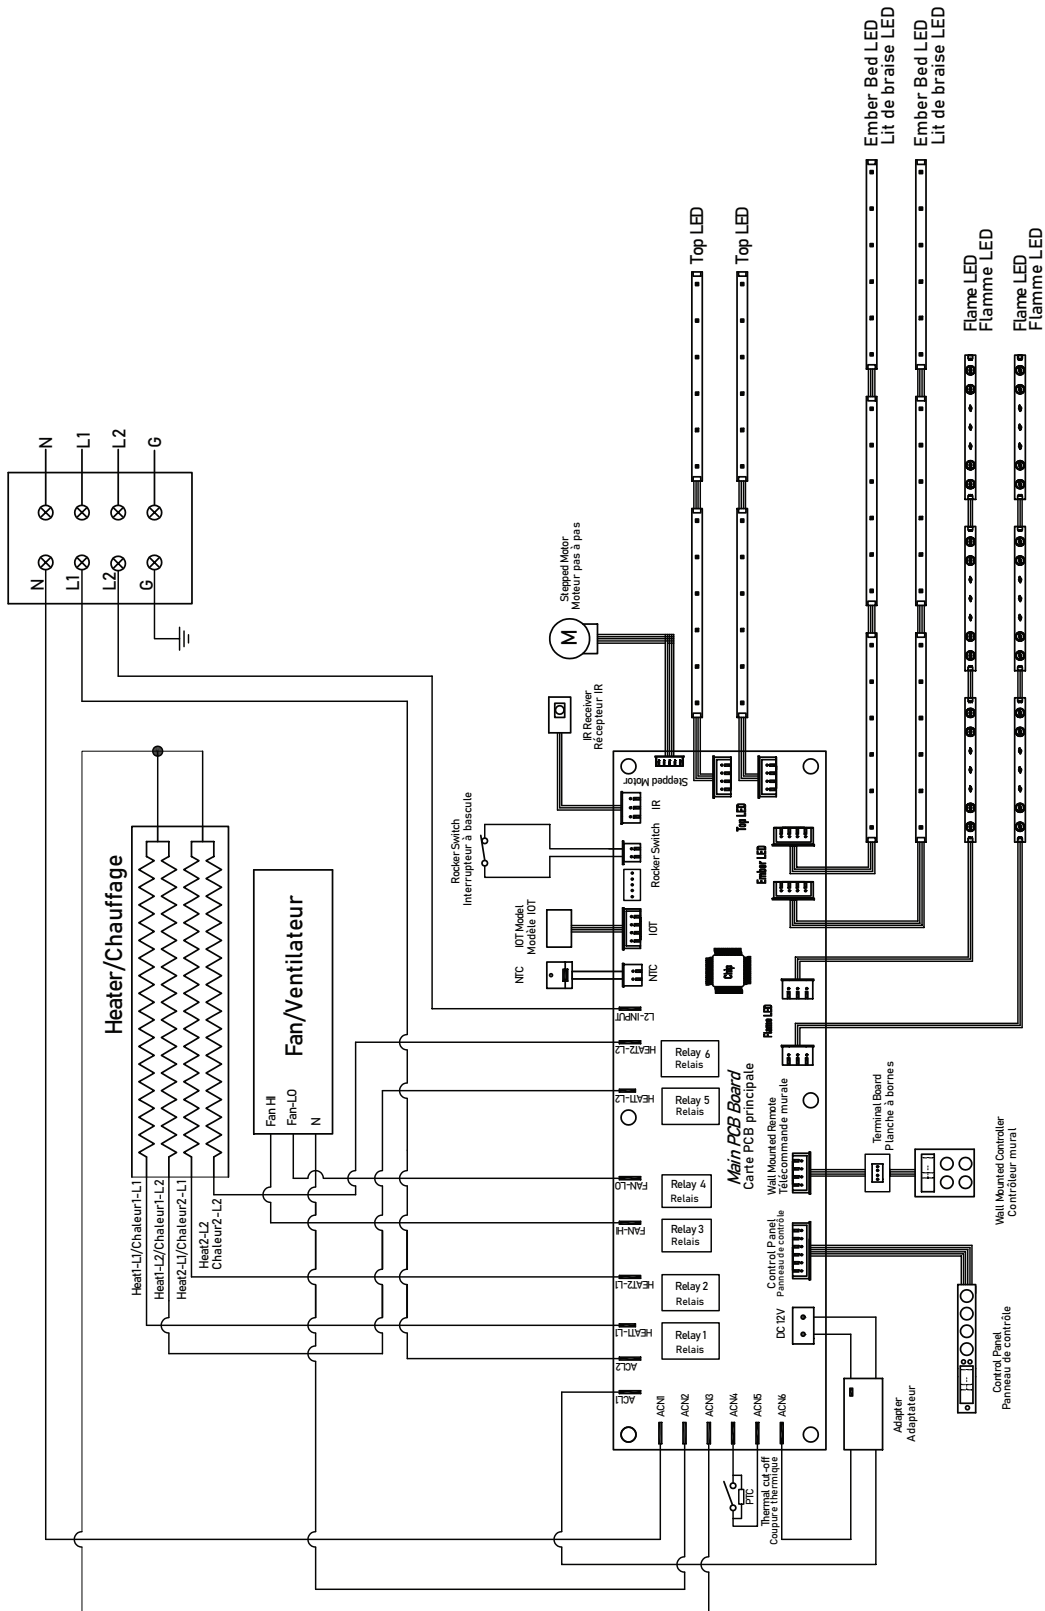 Ember Bed LED
Lit de braise LED
Ember Bed LED
Lit de braise LED
Top LED
Top LED
Flame LED
Flamme LED
Flame LED
Flamme LED
N
L1
L2
G
N
L1
L2
G
Stepped Motor
Moteur pas à pas
M
IR Receiver
Récepteur IR
Rocker Switch
Interrupteur à bascule
IOT Model
Modèle IOT
NTC
Heater/Chauffage
Fan/Ventilateur
Fan HI
Fan-LO
N
Heat1-L1/Chaleur1-L1
Heat1-L2/Chaleur1-L2
Heat2-L1/Chaleur2-L1
Heat2-L2
Chaleur2-L2
Stepped Motor
IR
Rocker Switch
IOT
NTC
Top LED
Ember LED
Chip
Flame LED
L2-INPUT
HEAT2-L2
HEAT1-L2
FAN-LO
FAN-HI
HEAT2-L1
HEAT1-L1
ACL2
ACL1
Relay 6
Relais
Relay 5
Relais
Relay 4
Relais
Relay 3
Relais
Relay 2
Relais
Relay 1
Relais
Main PCB Board
Carte PCB principale
Wall Mounted Remote
Télécommande murale
Control Panel
Panneau de contrôle
DC 12V
ACN1
ACN2
ACN3
ACN4
ACN5
ACN6
PTC
Thermal cut-off
Coupure thermique
Terminal Board
Planche à bornes
Wall Mounted Controller
Contrôleur mural
Control Panel
Panneau de contrôle
Adapter
Adaptateur